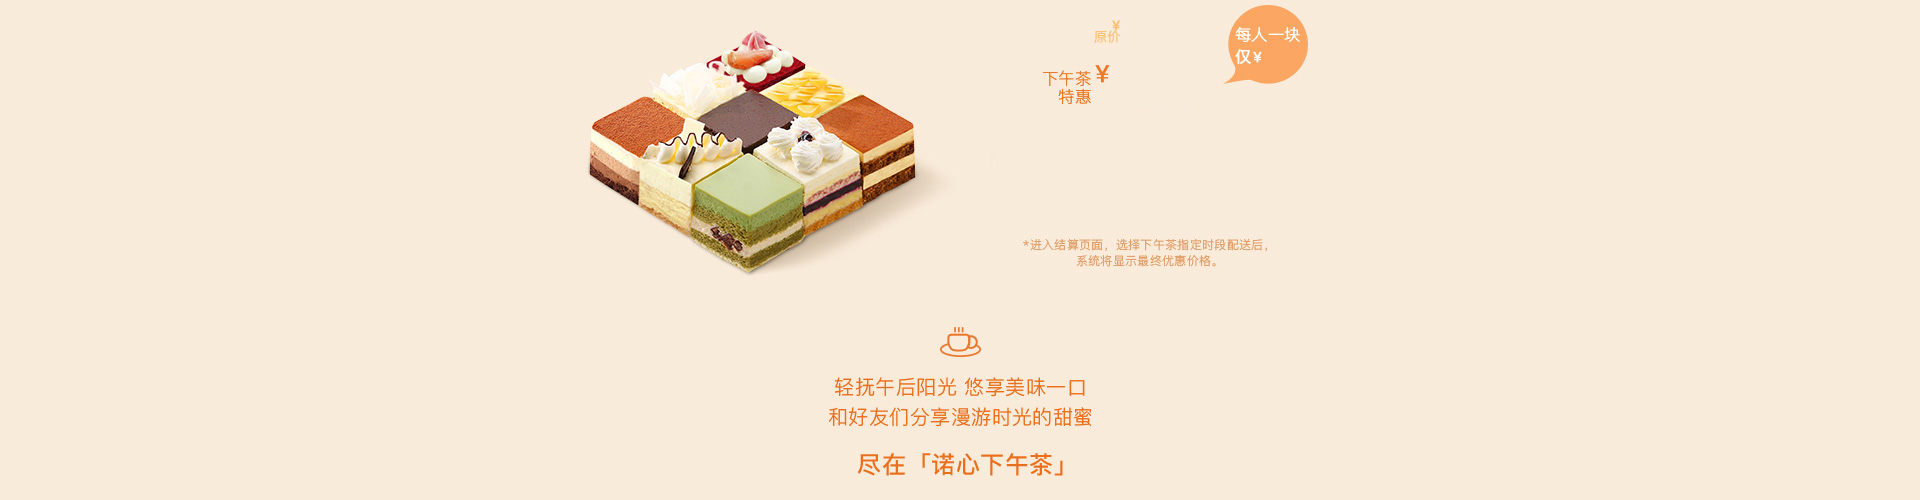 ¥
原价
下午茶 ¥
特惠
每人一块
仅¥
*进入结算页面，选择下午茶指定时段配送后，
系统将显示最终优惠价格。
轻抚午后阳光 悠享美味一口
和好友们分享漫游时光的甜蜜
尽在「诺心下午茶」